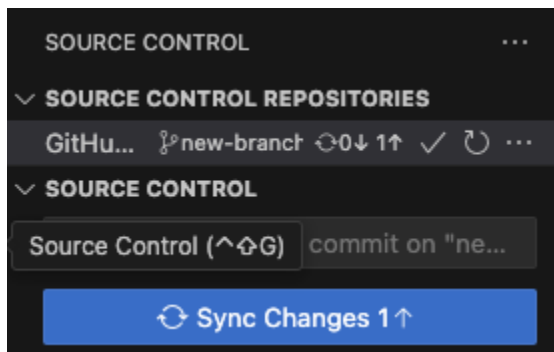 SOURCE CONTROL
SOURCE CONTROL REPOSITORIES
GitHu... new-branch 0↓ 1↑
SOURCE CONTROL
Source Control (^⇧G) commit on "ne...
Sync Changes 1↑